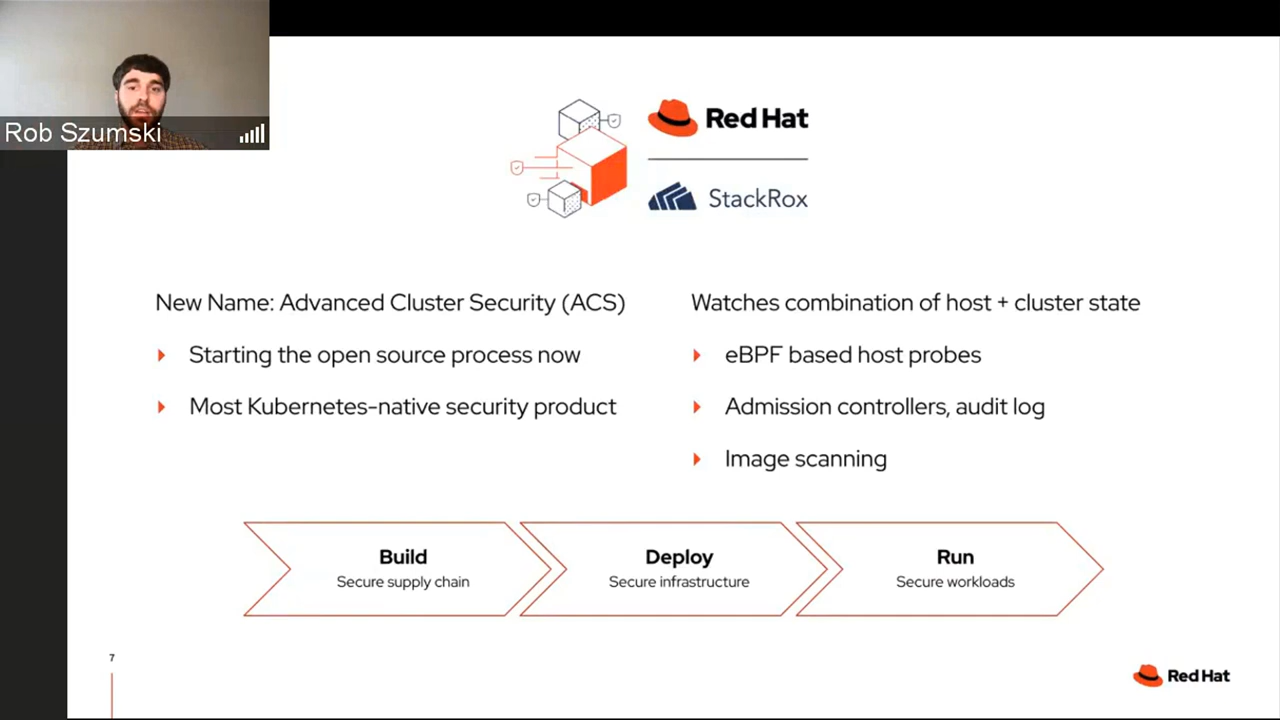 Rob Szumski
Red Hat
StackRox
New Name: Advanced Cluster Security (ACS)
Starting the open source process now
Most Kubernetes-native security product
Watches combination of host + cluster state
eBPF based host probes
Admission controllers, audit log
Image scanning
Build
Secure supply chain
Deploy
Secure infrastructure
Run
Secure workloads
7
Red Hat